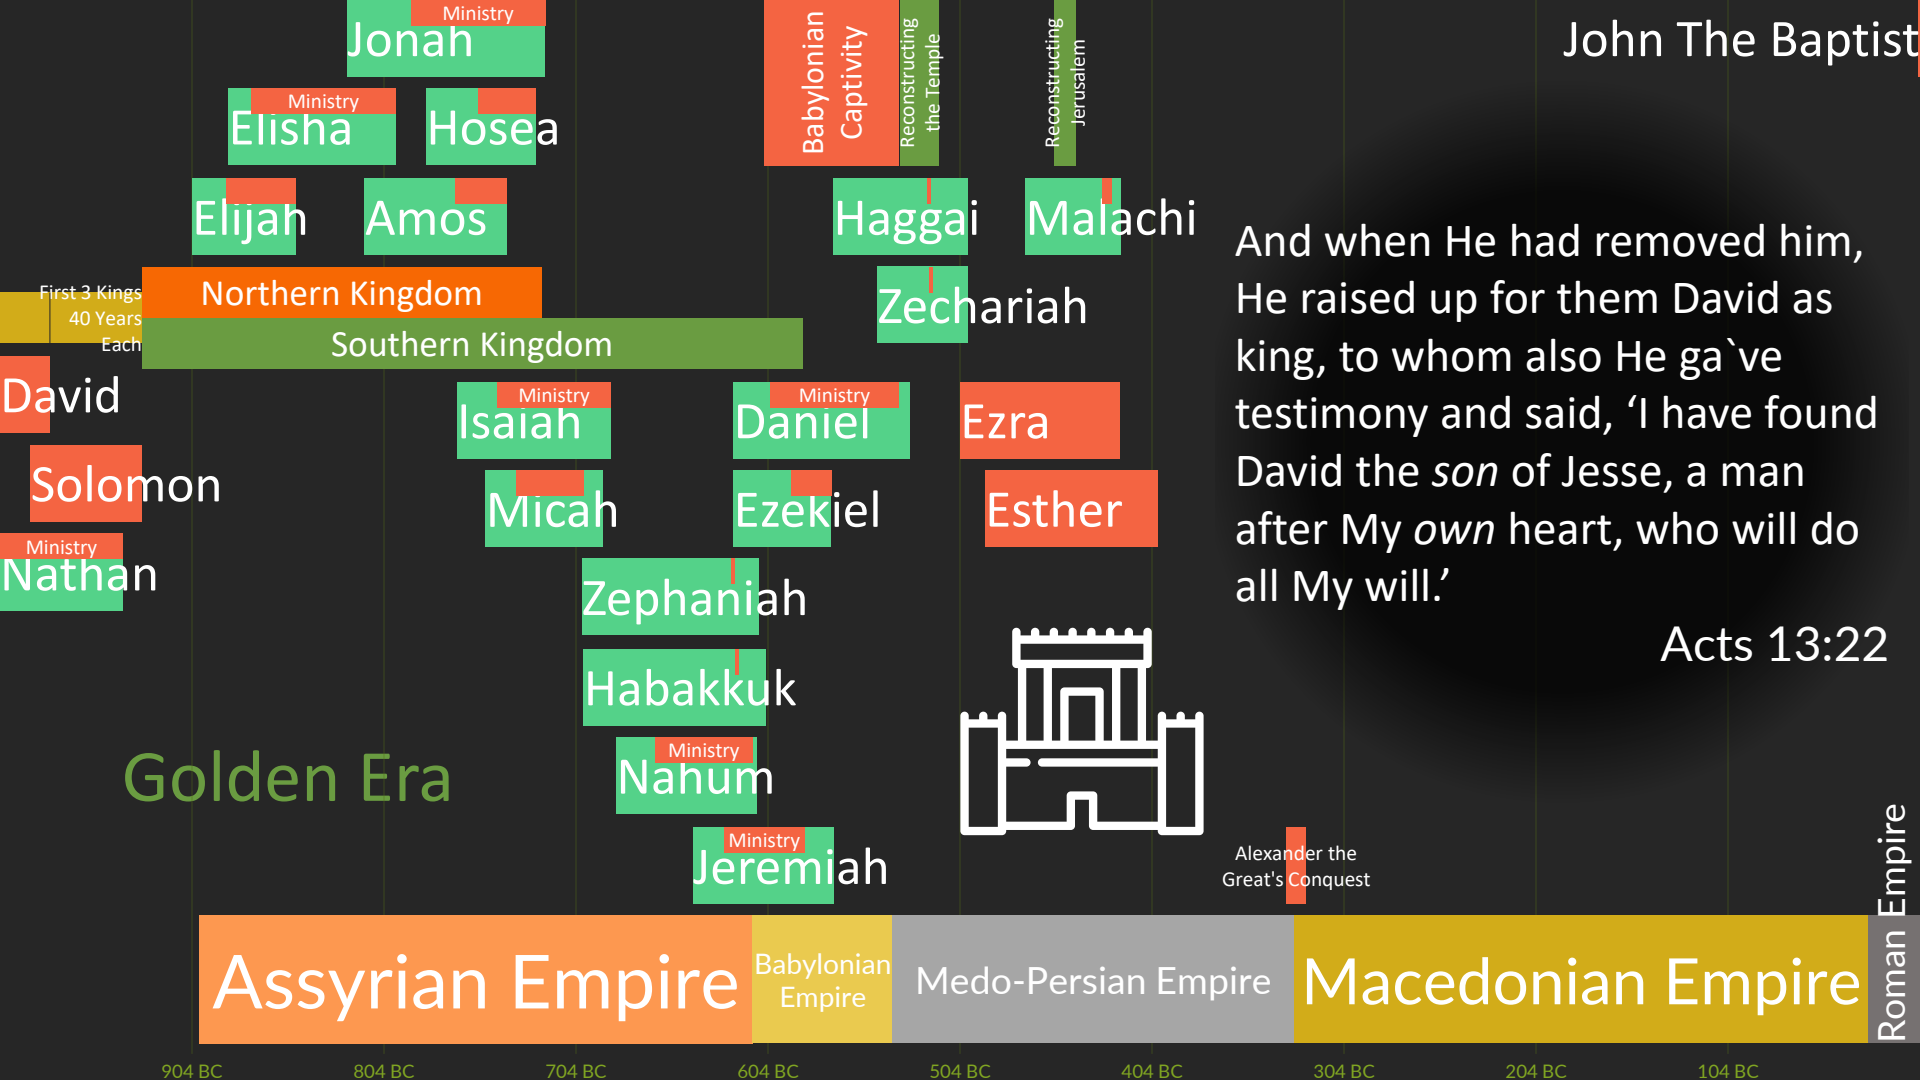 Ministry
Jonah
Babylonian
Captivity
Reconstructing
the Temple
Reconstructing
Jerusalem
John The Baptist
Ministry
Elisha
Hosea
Elijah
Amos
Haggai
Malachi
First 3 Kings
40 Years
Each
Northern Kingdom
Southern Kingdom
Zechariah
And when He had removed him,
He raised up for them David as
king, to whom also He ga`ve
testimony and said, ‘I have found
David the son of Jesse, a man
after My own heart, who will do
all My will.’
Acts 13:22
David
Ministry
Isaiah
Ministry
Daniel
Ezra
Solomon
Micah
Ezekiel
Esther
Ministry
Nathan
Zephaniah
Habakkuk
Golden Era
Ministry
Nahum
Ministry
Jeremiah
Alexander the
Great's Conquest
Assyrian Empire
Babylonian
Empire
Medo-Persian Empire
Macedonian Empire
Roman Empire
904 BC
804 BC
704 BC
604 BC
504 BC
404 BC
304 BC
204 BC
104 BC